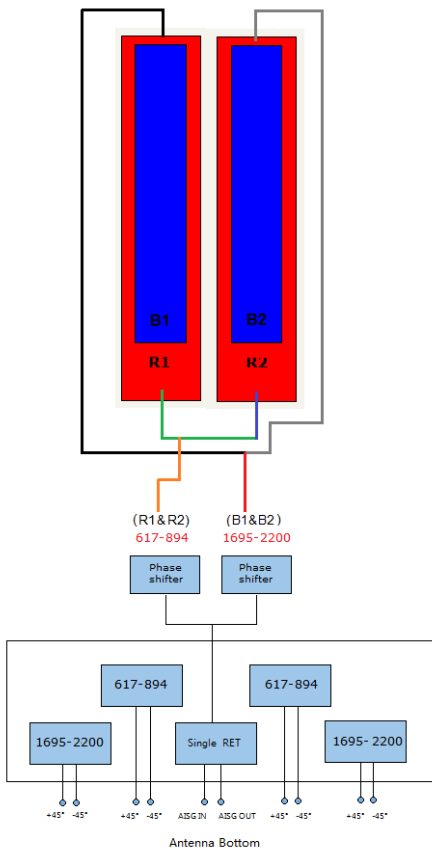 B1
B2
R1
R2
(R1&R2)
(B1&B2)
617-894
1695-2200
Phase
shifter
Phase
shifter
617-894
617-894
1695-2200
Single RET
1695-2200
+45°
-45°
+45°
-45°
AISG IN
AISG OUT
+45°
-45°
+45°
-45°
Antenna Bottom